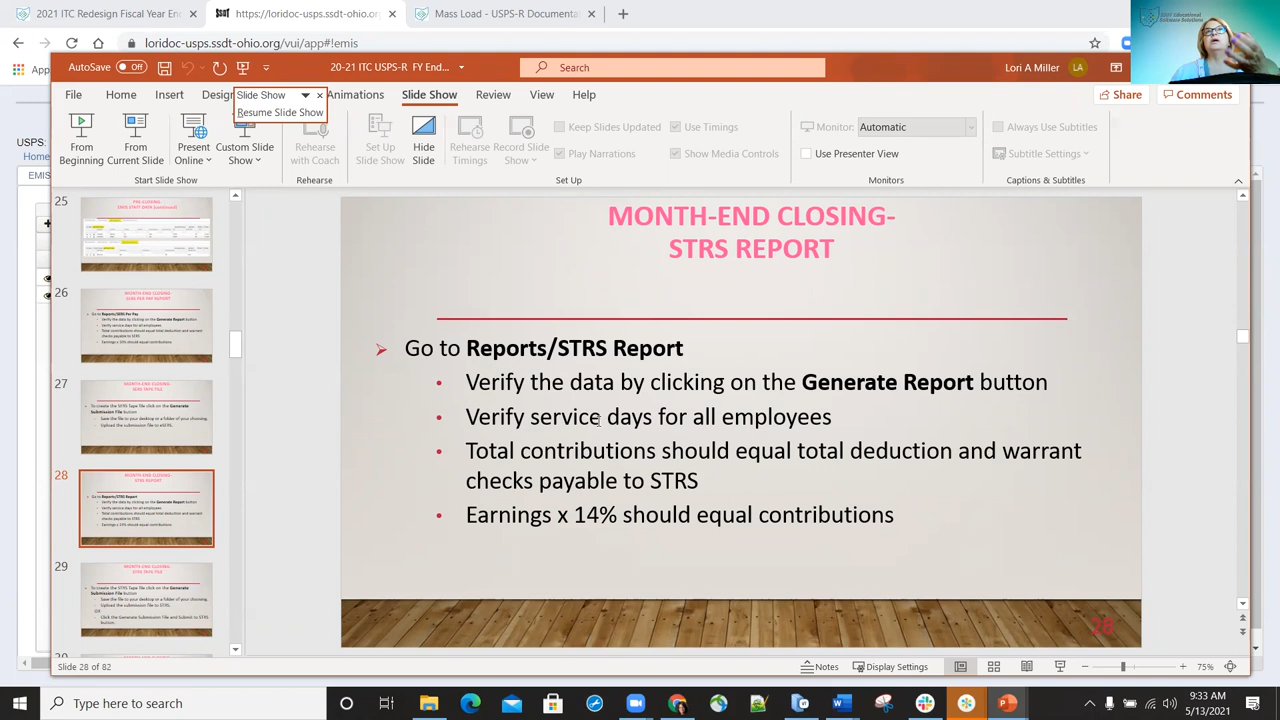 2020 ITC Redesign Fiscal Year En
https://loridoc-usps.ssdt-ohio.org
Mass Load - USPS-R Documentat
loridoc-usps.ssdt-ohio.org/vui/app#!emis
AutoSave Off
20-21 ITC USPS-R FY End...
Search
Lori A Miller LA
File Home Insert Design Animations Slide Show Review View Help
Share Comments
Slide Show
Resume Slide Show
From Beginning
From Current Slide
Present Online
Custom Slide Show
Rehearse with Coach
Set Up Slide Show
Hide Slide
Rehearse Timings
Record Slide Show
Keep Slides Updated
Play Narrations
Use Timings
Show Media Controls
Monitor: Automatic
Use Presenter View
Always Use Subtitles
Subtitle Settings
Start Slide Show
Rehearse
Set Up
Monitors
Captions & Subtitles
USPS:
Home
EMIS
25
26
27
28
29
MONTH-END CLOSING-
STRS REPORT
Go to Reports/STRS Report
Verify the data by clicking on the Generate Report button
Verify service days for all employees
Total contributions should equal total deduction and warrant
checks payable to STRS
Earnings x 14% should equal contributions
28
Slide 28 of 82
Notes
Display Settings
75%
Type here to search
9:33 AM
5/13/2021